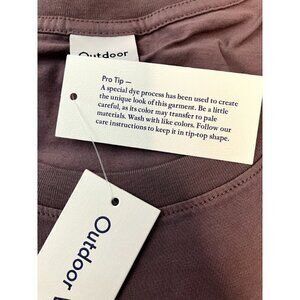 Outdoor
Pro Tip —
A special dye process has been used to create
the unique look of this garment. Be a little
careful, as its color may transfer to pale
materials. Wash with like colors. Follow our
care instructions to keep it in tip-top shape.
Outdoor